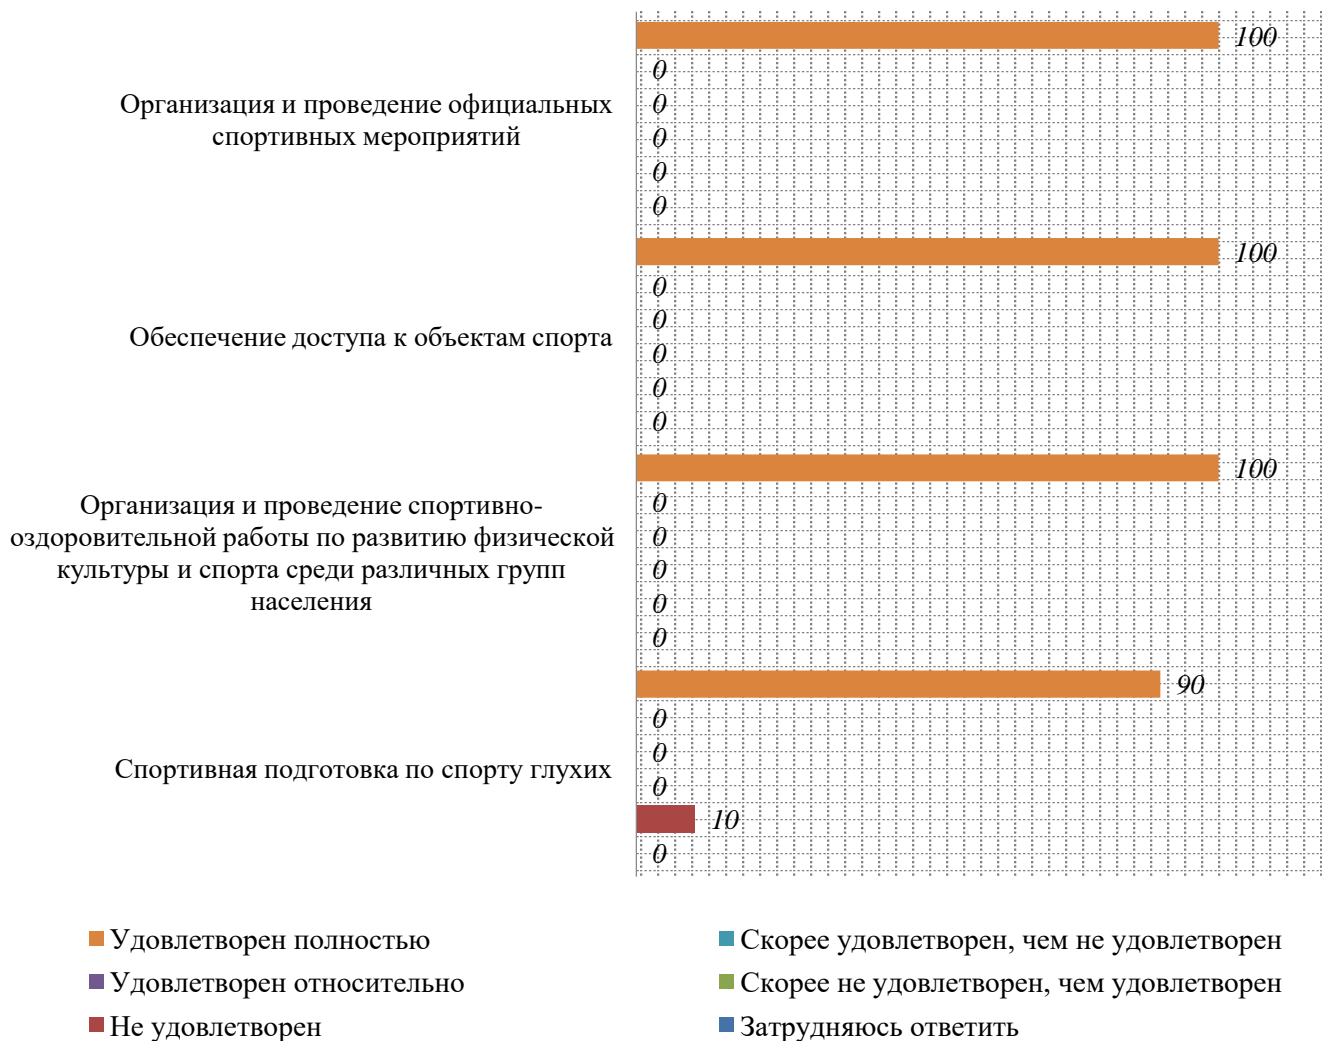 100
0
Организация и проведение официальных
спортивных мероприятий
0
0
0
0
100
0
0
Обеспечение доступа к объектам спорта
0
0
0
100
0
Организация и проведение спортивно-
оздоровительной работы по развитию физической
культуры и спорта среди различных групп
населения
0
0
0
0
90
0
0
Спортивная подготовка по спорту глухих
0
10
0
Удовлетворен полностью
Скорее удовлетворен, чем не удовлетворен
Удовлетворен относительно
Скорее не удовлетворен, чем удовлетворен
Не удовлетворен
Затрудняюсь ответить